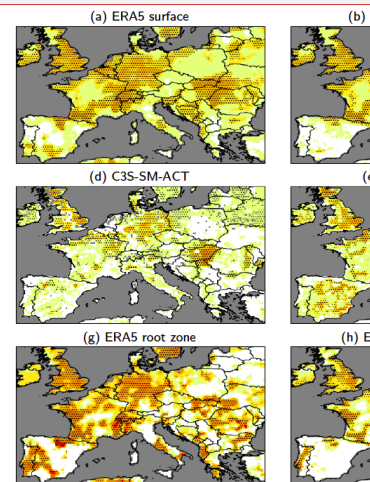 (a) ERA5 surface
(b)
(d) C3S-SM-ACT
(e
(g) ERA5 root zone
(h) E